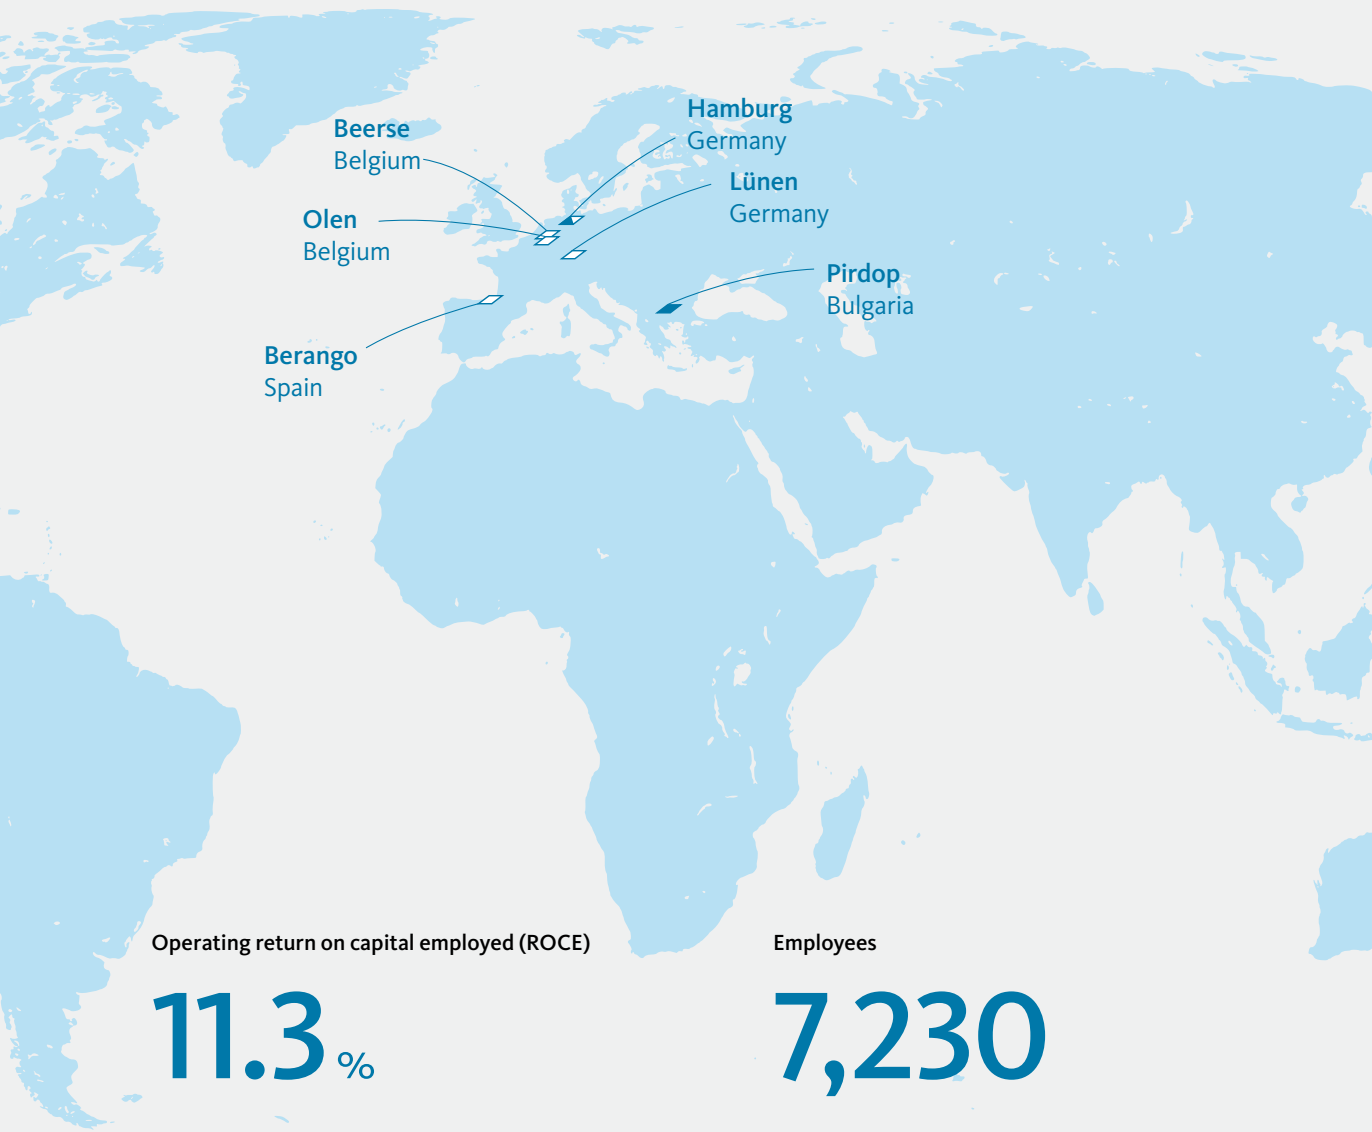 Hamburg
Germany
Beerse
Belgium
Lünen
Germany
Olen
Belgium
Pirdop
Bulgaria
Berango
Spain
Operating return on capital employed (ROCE)
11.3 %
Employees
7,230